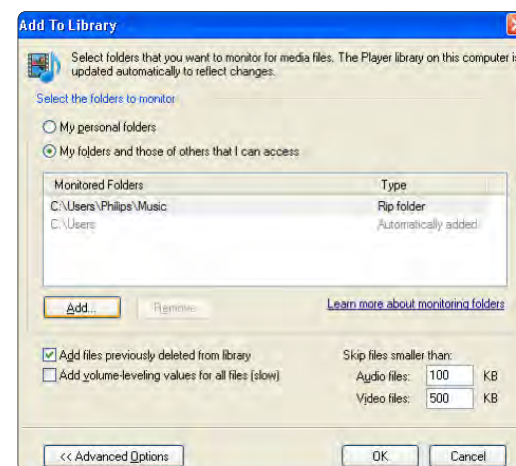 Add To Library
Select folders that you want to monitor for media files. The Player library on this computer is
updated automatically to reflect changes.
Select the folders to monitor
My personal folders
My folders and those of others that I can access
Monitored Folders Type
C:\Users\Philips\Music Rip folder
C:\Users Automatically added
Add... Remove
Learn more about monitoring folders
Add files previously deleted from library
Add volume-leveling values for all files (slow)
Skip files smaller than:
Audio files: 100 KB
Video files: 500 KB
<< Advanced Options OK Cancel